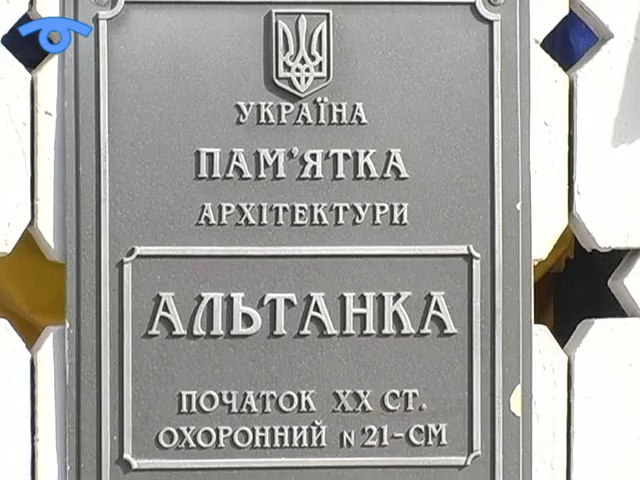 УКРАЇНА
ПАМ'ЯТКА
АРХІТЕКТУРИ
АЛЬТАНКА
ПОЧАТОК XX СТ.
ОХОРОННИЙ N 21-СМ